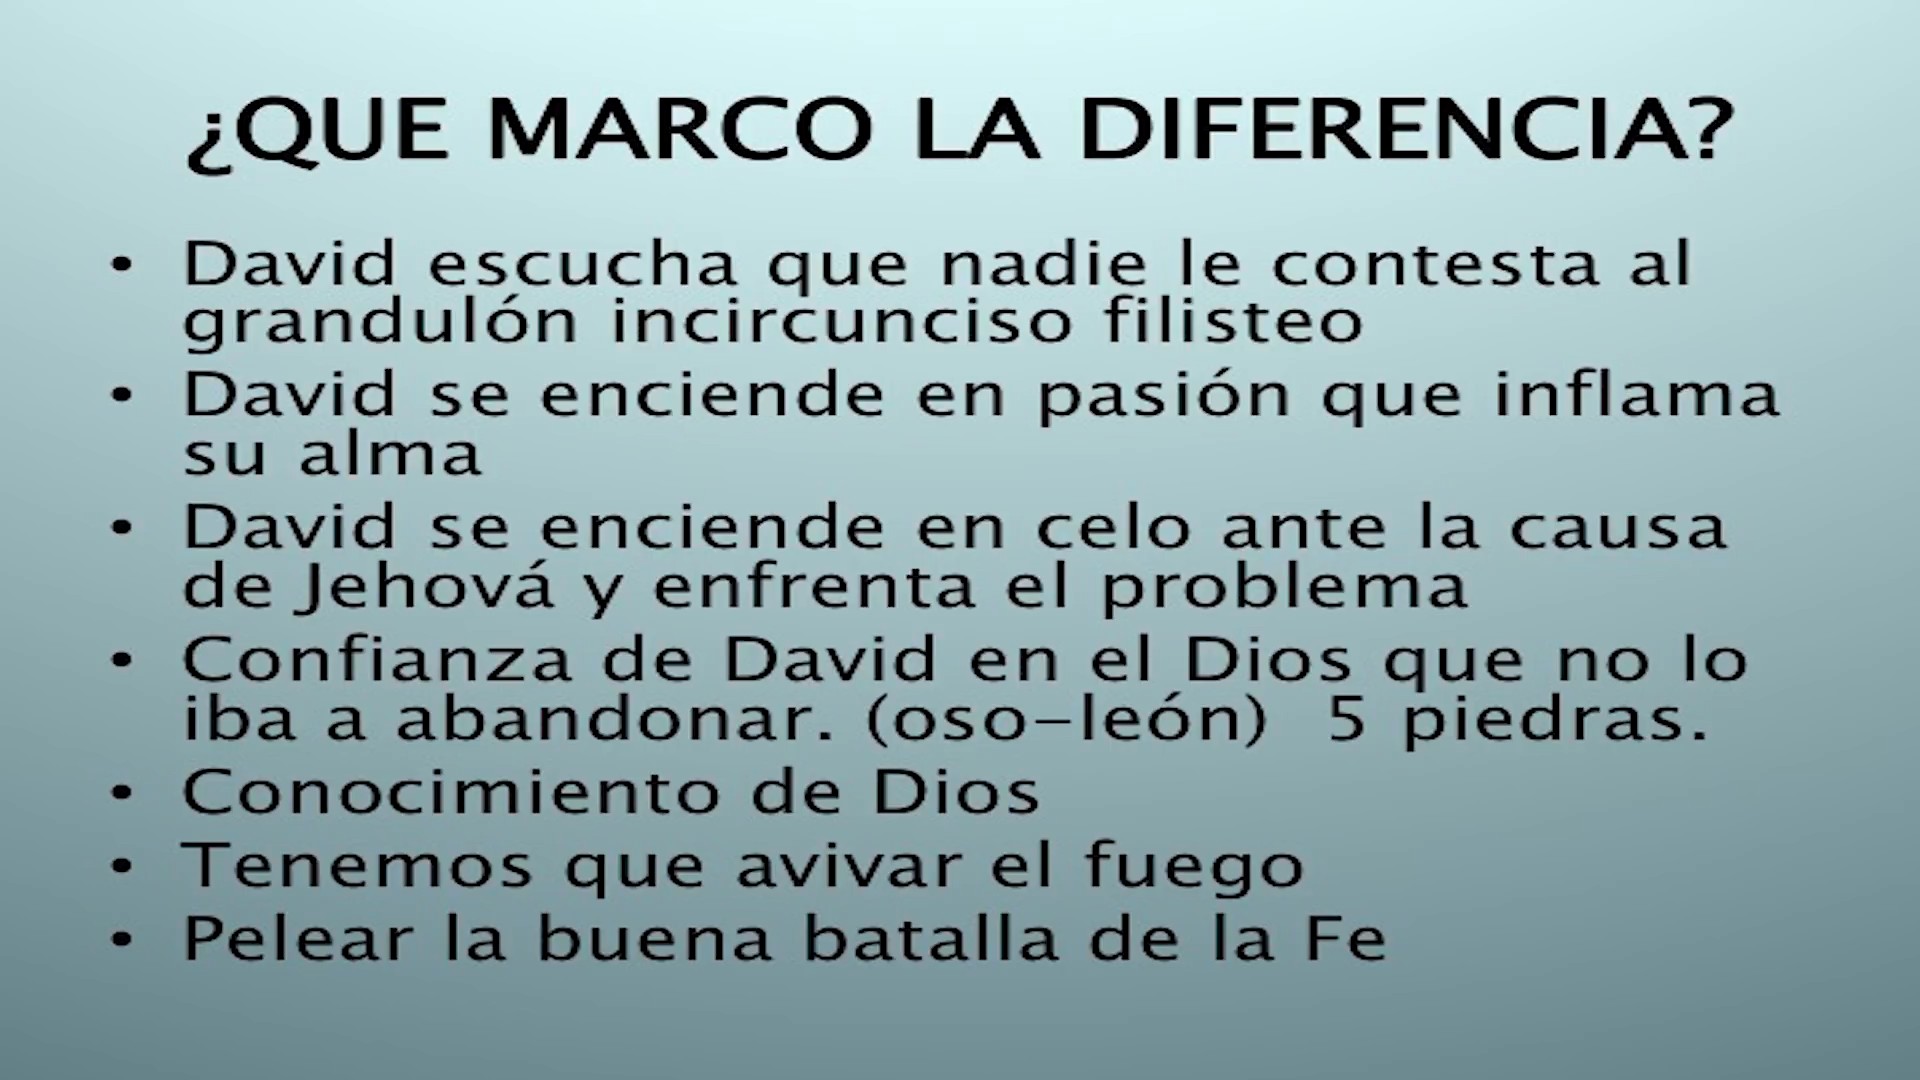 ¿QUE MARCO LA DIFERENCIA?
• David escucha que nadie le contesta al
grandulón incircunciso filisteo
• David se enciende en pasión que inflama
su alma
• David se enciende en celo ante la causa
de Jehová y enfrenta el problema
• Confianza de David en el Dios que no lo
iba a abandonar. (oso–león)  5 piedras.
• Conocimiento de Dios
• Tenemos que avivar el fuego
• Pelear la buena batalla de la Fe